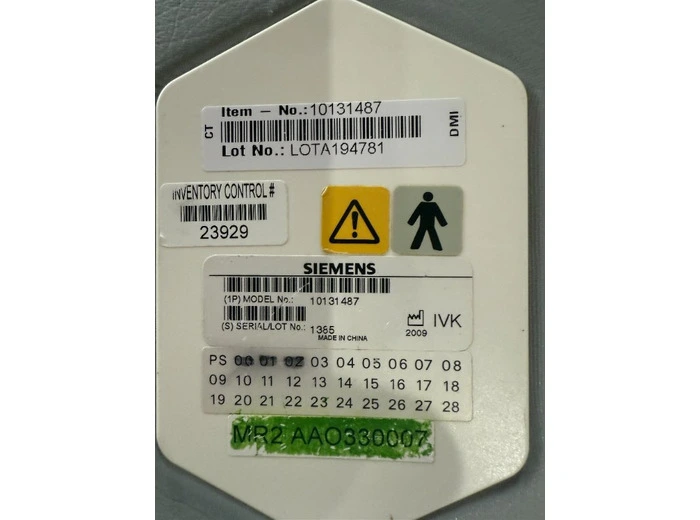 Item - No.:10131487
CT
DMI
Lot No.: LOTA194781
INVENTORY CONTROL #
23929
SIEMENS
(1P) MODEL No.: 10131487
(S) SERIAL/LOT No.: 1385
MADE IN CHINA
2009
IVK
PS 00 01 02 03 04 05 06 07 08
09 10 11 12 13 14 15 16 17 18
19 20 21 22 23 24 25 26 27 28
MR2 AAO330007